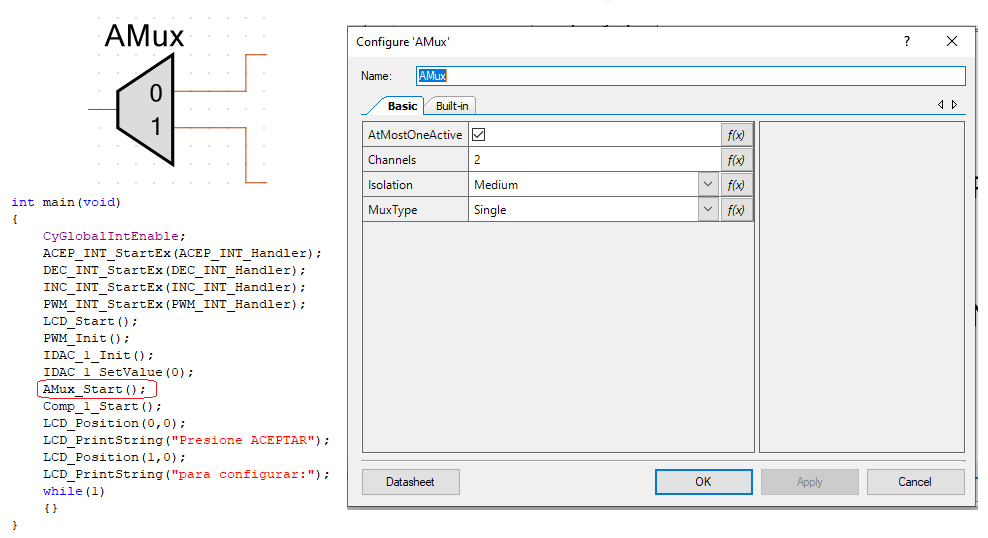 AMux
0
1
int main(void)
{
CyGlobalIntEnable;
ACEP_INT_StartEx(ACEP_INT_Handler);
DEC_INT_StartEx(DEC_INT_Handler);
INC_INT_StartEx(INC_INT_Handler);
PWM_INT_StartEx(PWM_INT_Handler);
LCD_Start();
PWM_Init();
IDAC_1_Init();
IDAC_1_SetValue(0);
AMux_Start();
Comp_1_Start();
LCD_Position(0,0);
LCD_PrintString("Presione ACEPTAR");
LCD_Position(1,0);
LCD_PrintString("para configurar:");
while(1)
{}
}
Configure 'AMux'
Name: AMux
Basic Built-in
AtMostOneActive f(x)
Channels 2 f(x)
Isolation Medium f(x)
MuxType Single f(x)
Datasheet OK Apply Cancel